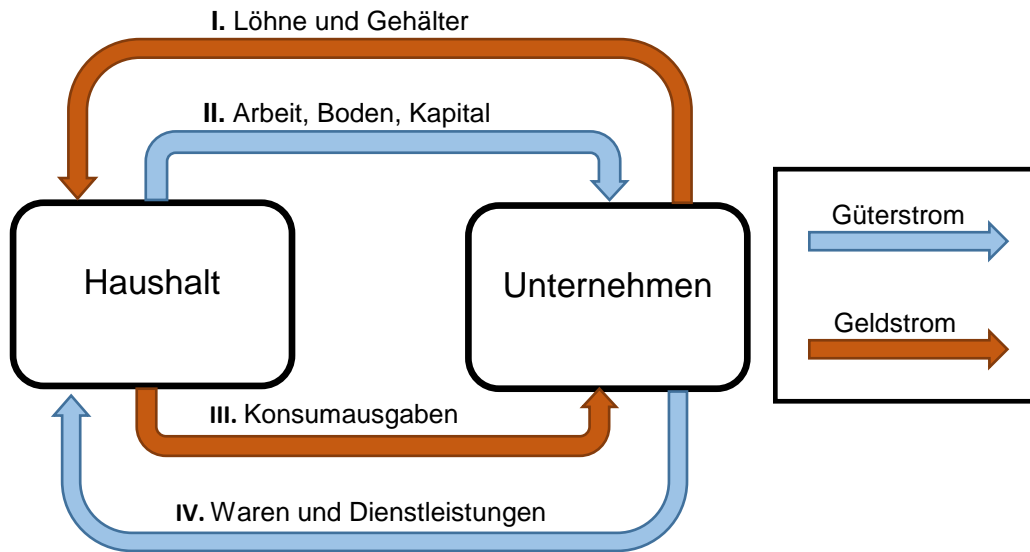 I. Löhne und Gehälter
II. Arbeit, Boden, Kapital
Haushalt
Unternehmen
III. Konsumausgaben
IV. Waren und Dienstleistungen
Güterstrom
Geldstrom